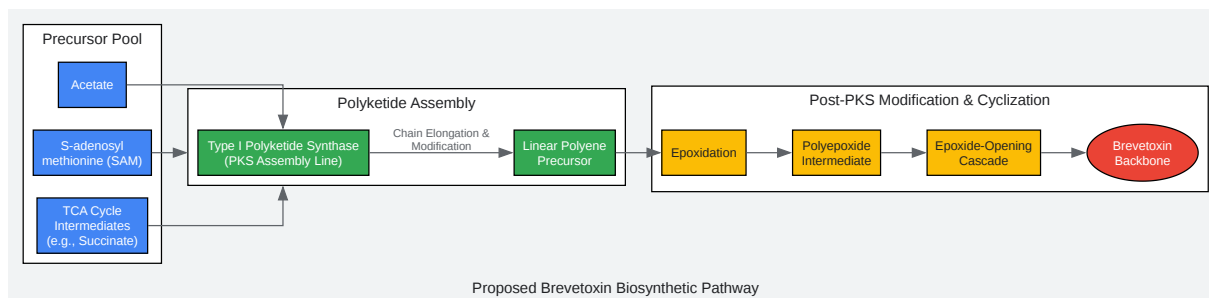 Precursor Pool
Acetate
S-adenosyl
methionine (SAM)
TCA Cycle
Intermediates
(e.g., Succinate)
Polyketide Assembly
Type I Polyketide Synthase
(PKS Assembly Line)
Chain Elongation &
Modification
Linear Polyene
Precursor
Post-PKS Modification & Cyclization
Epoxidation
Polyepoxide
Intermediate
Epoxide-Opening
Cascade
Brevetoxin
Backbone
Proposed Brevetoxin Biosynthetic Pathway